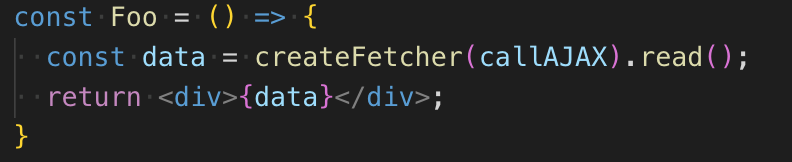 const Foo = () => {
  const data = createFetcher(callAJAX).read();
  return <div>{data}</div>;
}